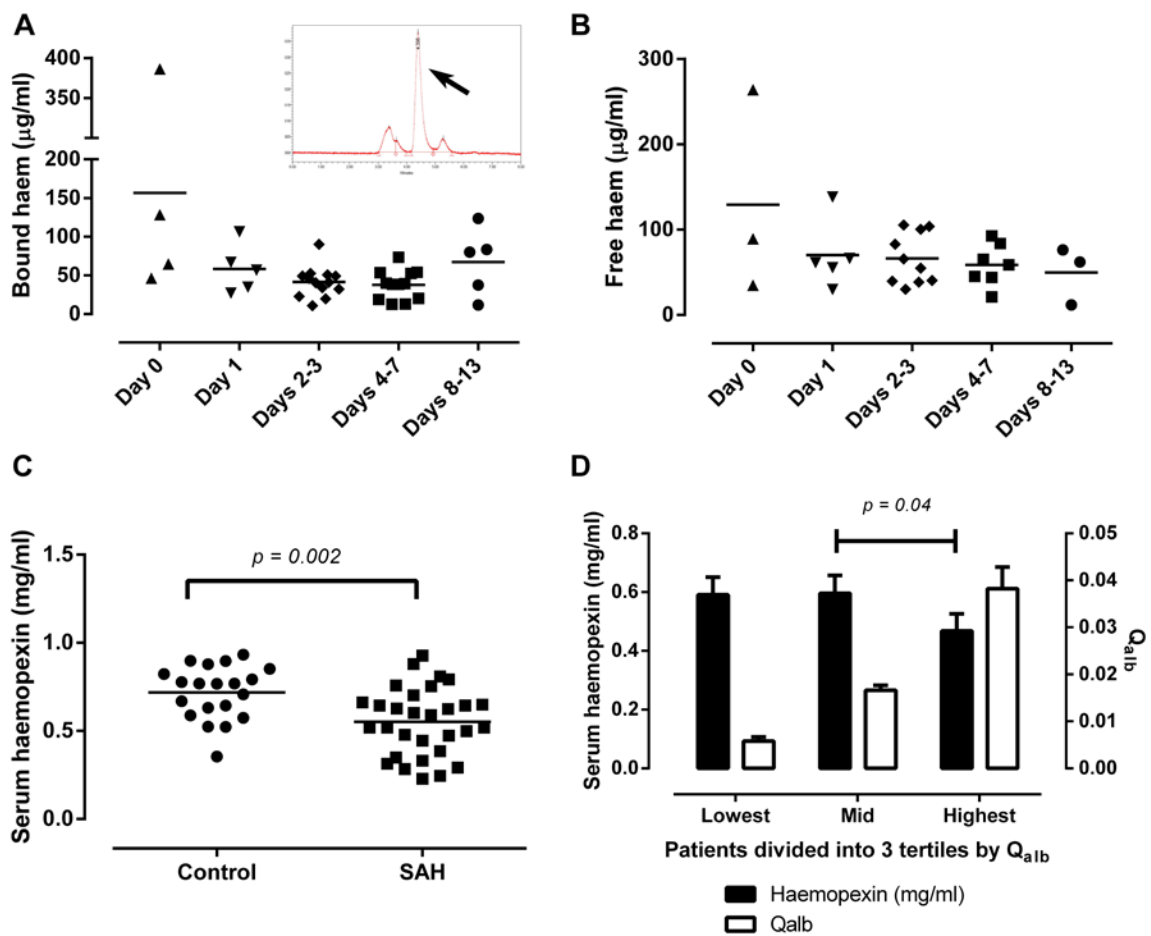 A
Bound haem (μg/ml)
400
350
200
150
100
50
0
Day 0
Day 1
Days 2-3
Days 4-7
Days 8-13
B
Free haem (μg/ml)
300
200
100
0
Day 0
Day 1
Days 2-3
Days 4-7
Days 8-13
C
Serum haemopexin (mg/ml)
p = 0.002
1.5
1.0
0.5
0.0
Control
SAH
D
p = 0.04
Serum haemopexin (mg/ml)
0.8
0.6
0.4
0.2
0.0
0.05
0.04
0.03
0.02
0.01
0.00
Qalb
Lowest
Mid
Highest
Patients divided into 3 tertiles by Qalb
Haemopexin (mg/ml)
Qalb